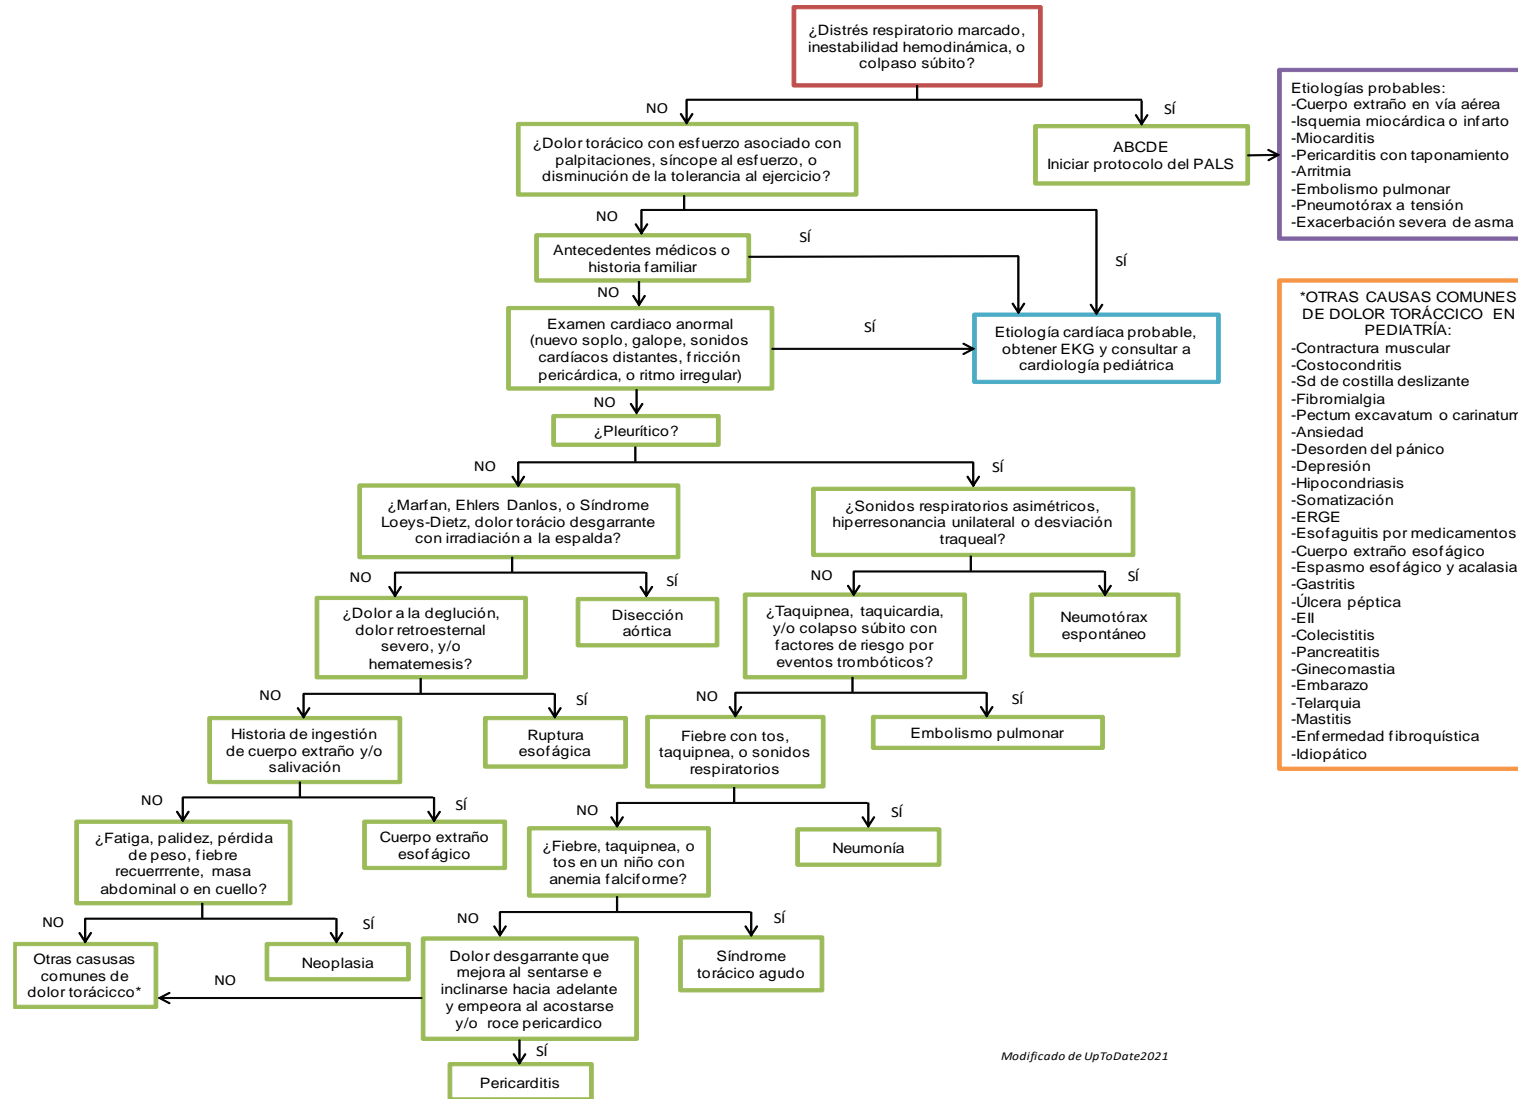 ¿Distrés respiratorio marcado,
inestabilidad hemodinámica, o
colpaso súbito?
NO
SÍ
Etiologías probables:
-Cuerpo extraño en vía aérea
-Isquemia miocárdica o infarto
-Miocarditis
-Pericarditis con taponamiento
-Arritmia
-Embolismo pulmonar
-Pneumotórax a tensión
-Exacerbación severa de asma
¿Dolor torácico con esfuerzo asociado con
palpitaciones, síncope al esfuerzo, o
disminución de la tolerancia al ejercicio?
ABCDE
Iniciar protocolo del PALS
NO
SÍ
SÍ
Antecedentes médicos o
historia familiar
NO
Examen cardiaco anormal
(nuevo soplo, galope, sonidos
cardíacos distantes, fricción
pericárdica, o ritmo irregular)
SÍ
Etiología cardíaca probable,
obtener EKG y consultar a
cardiología pediátrica
*OTRAS CAUSAS COMUNES
DE DOLOR TORÁCCICO EN
PEDIATRÍA:
-Contractura muscular
-Costocondritis
-Sd de costilla deslizante
-Fibromialgia
-Pectum excavatum o carinatum
-Ansiedad
-Desorden del pánico
-Depresión
-Hipocondriasis
-Somatización
-ERGE
-Esofaguitis por medicamentos
-Cuerpo extraño esofágico
-Espasmo esofágico y acalasia
-Gastritis
-Úlcera péptica
-EII
-Colecistitis
-Pancreatitis
-Ginecomastia
-Embarazo
-Telarquia
-Mastitis
-Enfermedad fibroquística
-Idiopático
NO
¿Pleurítico?
NO
SÍ
¿Marfan, Ehlers Danlos, o Síndrome
Loeys-Dietz, dolor torácio desgarrante
con irradiación a la espalda?
¿Sonidos respiratorios asimétricos,
hiperresonancia unilateral o desviación
traqueal?
NO
SÍ
NO
SÍ
¿Dolor a la deglución,
dolor retroesternal
severo, y/o
hematemesis?
Disección
aórtica
¿Taquipnea, taquicardia,
y/o colapso súbito con
factores de riesgo por
eventos trombóticos?
Neumotórax
espontáneo
NO
SÍ
NO
SÍ
Historia de ingestión
de cuerpo extraño y/o
salivación
Ruptura
esofágica
Fiebre con tos,
taquipnea, o sonidos
respiratorios
Embolismo pulmonar
NO
SÍ
NO
SÍ
¿Fatiga, palidez, pérdida
de peso, fiebre
recuerrrente, masa
abdominal o en cuello?
Cuerpo extraño
esofágico
¿Fiebre, taquipnea, o
tos en un niño con
anemia falciforme?
Neumonía
NO
SÍ
NO
SÍ
Otras casusas
comunes de
dolor torácicco*
Neoplasia
NO
Dolor desgarrante que
mejora al sentarse e
inclinarse hacia adelante
y empeora al acostarse
y/o roce pericardico
Síndrome
torácico agudo
SÍ
Pericarditis
Modificado de UpToDate2021